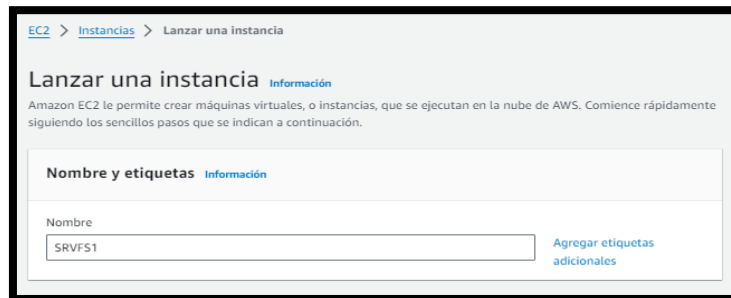 EC2 > Instancias > Lanzar una instancia
Lanzar una instancia Información
Amazon EC2 le permite crear máquinas virtuales, o instancias, que se ejecutan en la nube de AWS. Comience rápidamente
siguiendo los sencillos pasos que se indican a continuación.
Nombre y etiquetas Información
Nombre
SRVFS1
Agregar etiquetas
adicionales